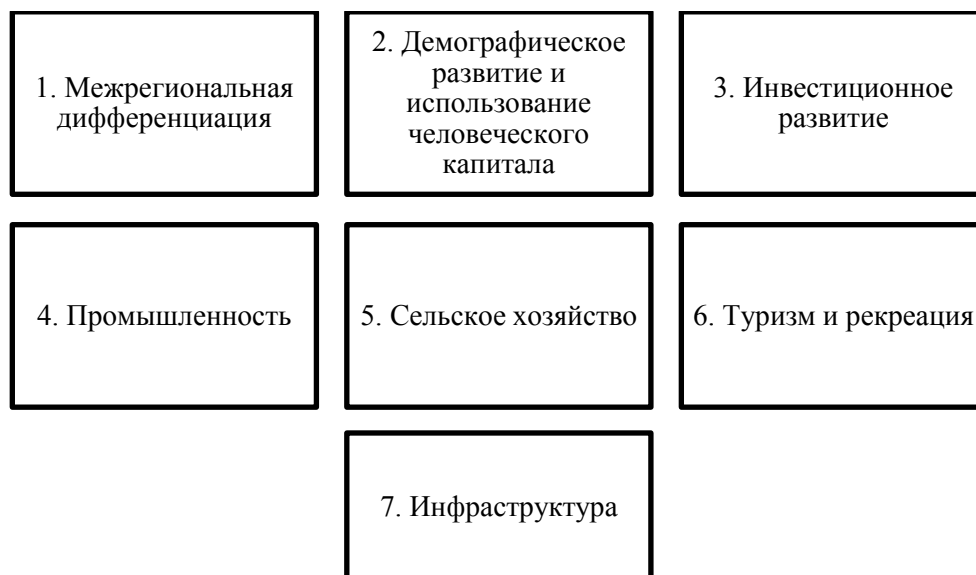 1. Межрегиональная
дифференциация
2. Демографическое
развитие и
использование
человеческого
капитала
3. Инвестиционное
развитие
4. Промышленность
5. Сельское хозяйство
6. Туризм и рекреация
7. Инфраструктура